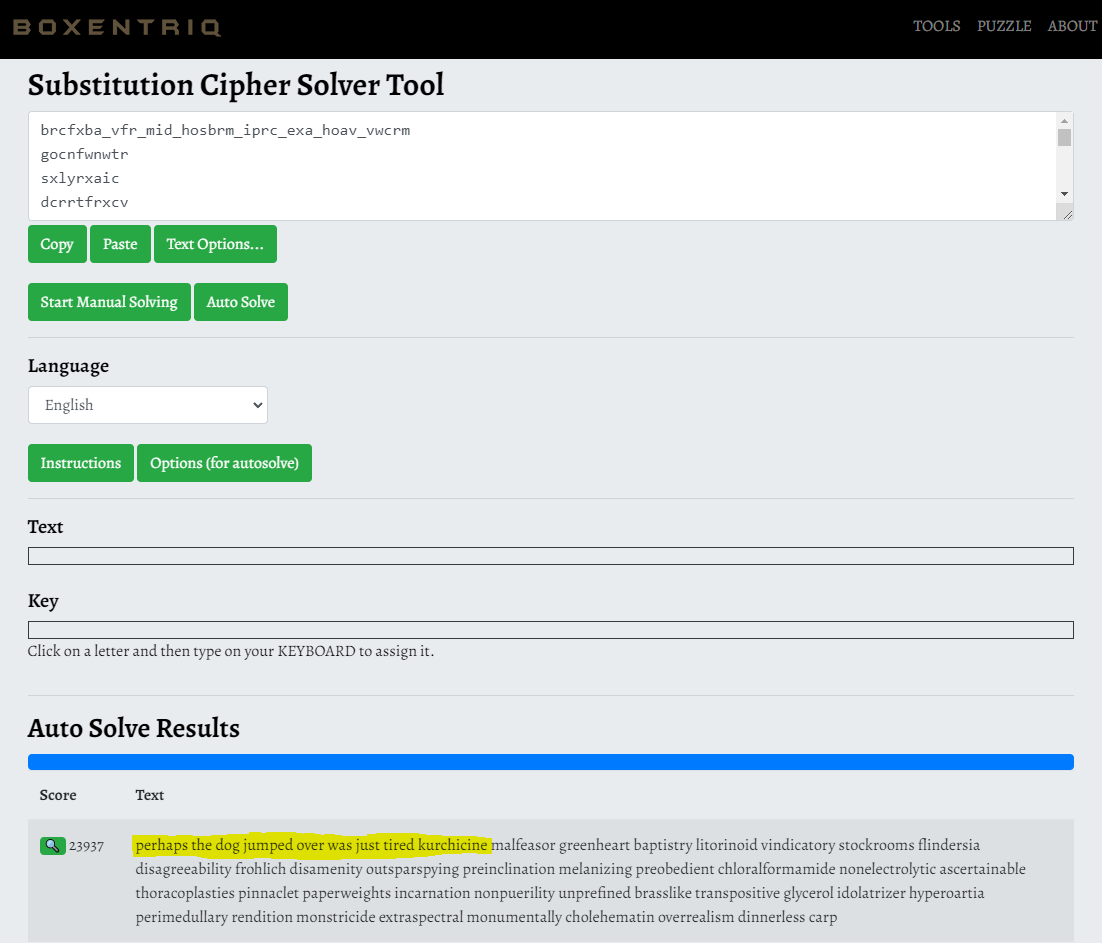 BOXENTRIQ
TOOLS PUZZLE ABOUT
Substitution Cipher Solver Tool
brcfxba_vfr_mid_hosbrm_iprc_exa_hoav_vwcrm
gocnfwnwtr
sxlyrxaic
dcrrtfrxcv
Copy Paste Text Options...
Start Manual Solving Auto Solve
Language
English
Instructions Options (for autosolve)
Text
Key
Click on a letter and then type on your KEYBOARD to assign it.
Auto Solve Results
Score Text
23937 perhaps the dog jumped over was just tired kurchicine malfeasor greenheart baptistry litorinoid vindicatory stockrooms flindersia
disagreeability frohlich disamenity outsparspying preinclination melanizing preobedient chloralformamide nonelectrolytic ascertainable
thoracoplasties pinnaclet paperweights incarnation nonpuerility unprefined brasslike transpositive glycerol idolatrizer hyperoartia
perimedullary rendition monstricide extraspectral monumentally cholehematin overrealism dinnerless carp